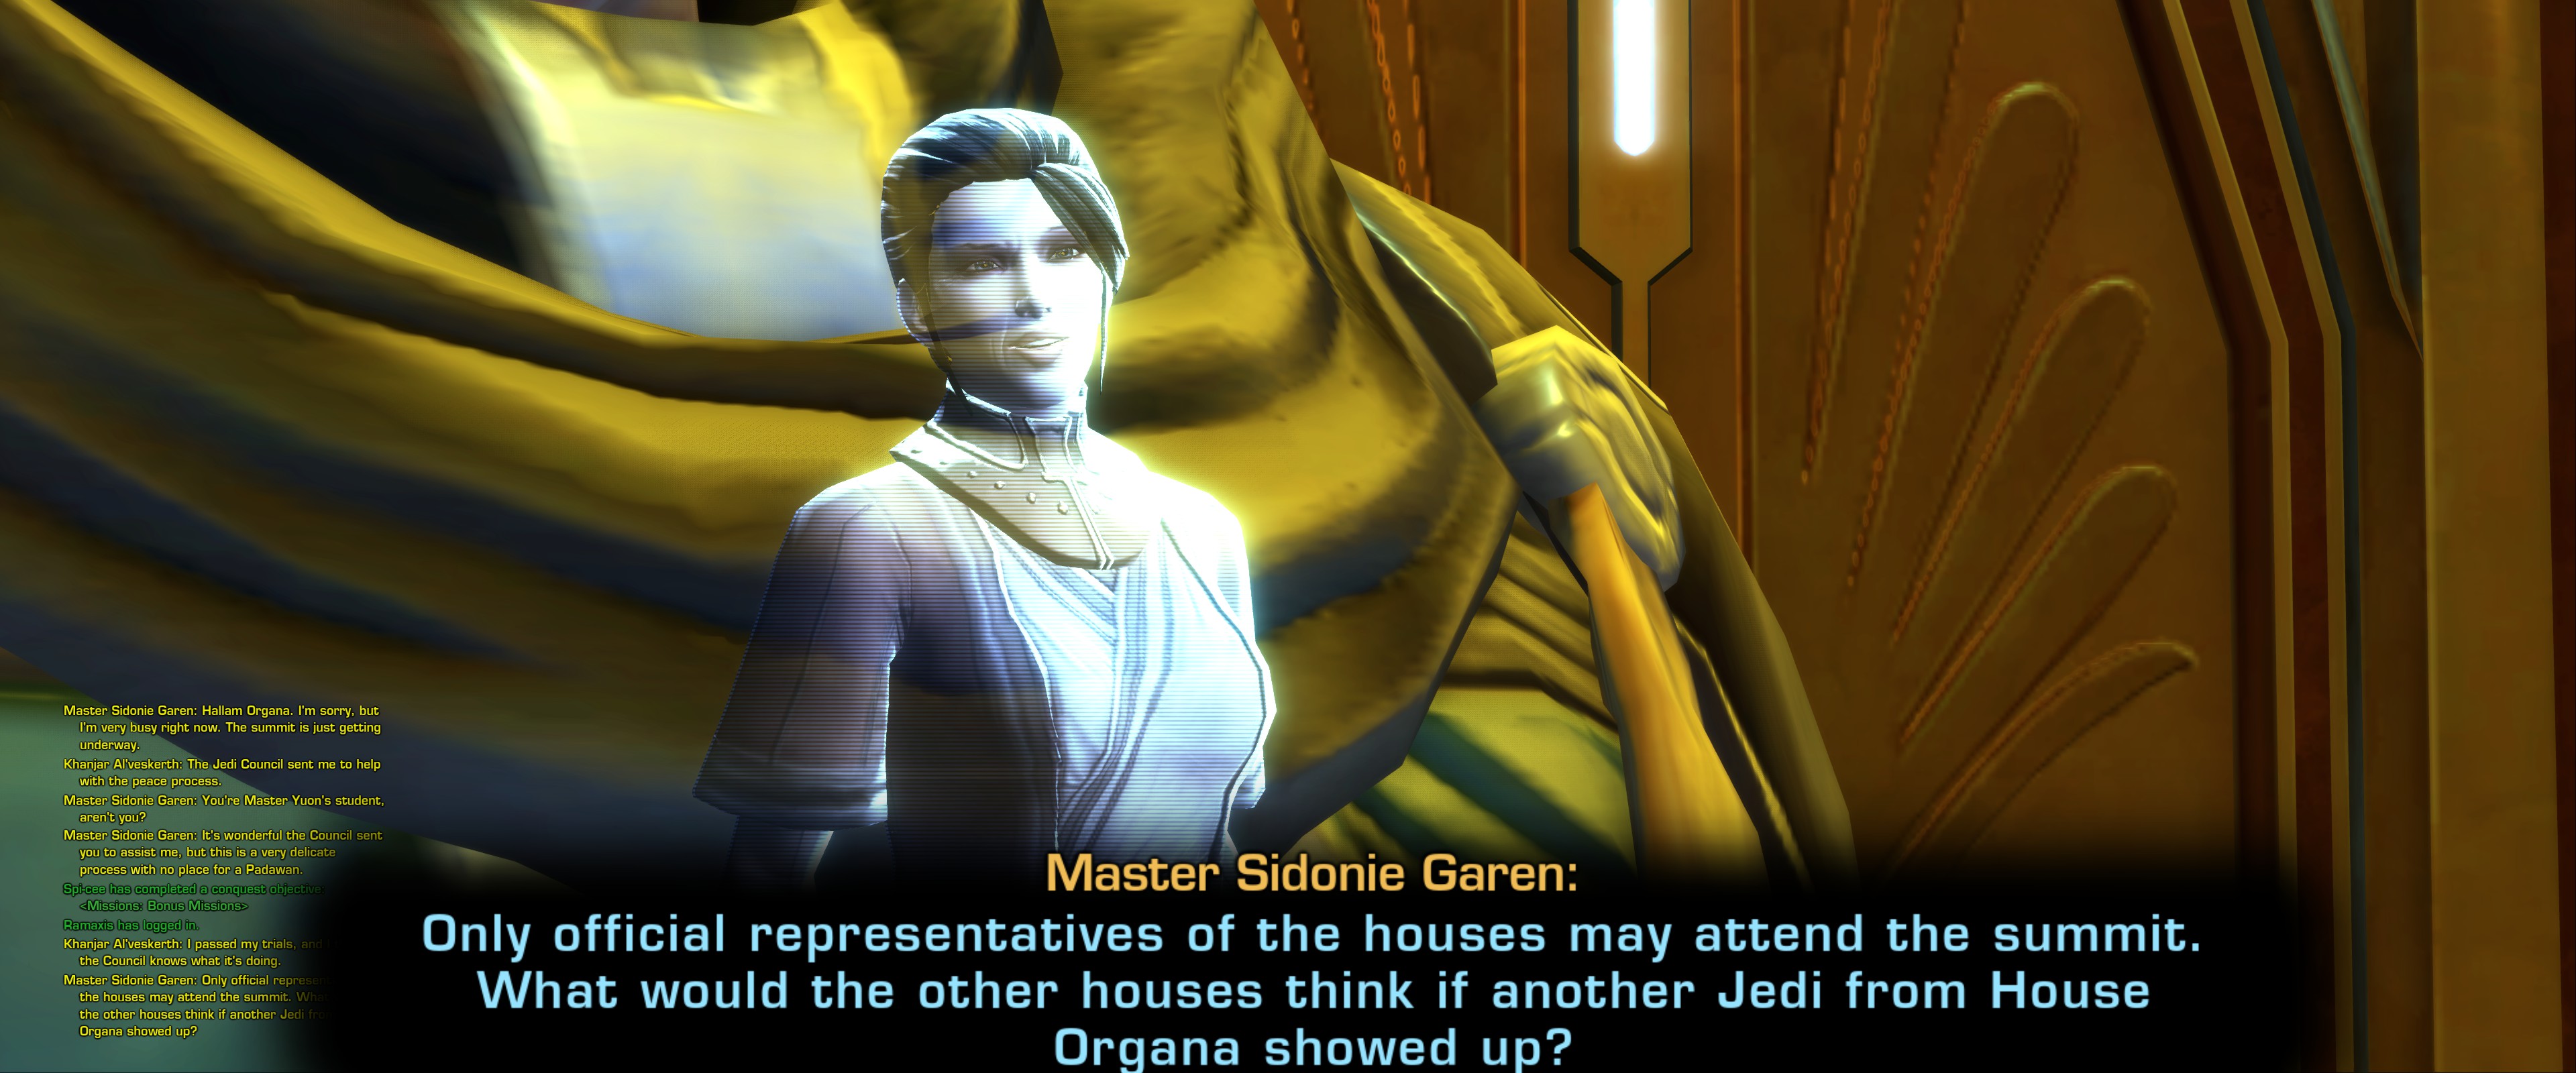 Master Sidonie Garen: Hallam Organa. I'm sorry, but
I'm very busy right now. The summit is just getting
underway.
Khanjar Al'veskerth: The Jedi Council sent me to help
with the peace process.
Master Sidonie Garen: You're Master Yuon's student,
aren't you?
Master Sidonie Garen: It's wonderful the Council sent
you to assist me, but this is a very delicate
process with no place for a Padawan.
Spi-cee has completed a conquest objective.
<Missions: Bonus Missions>
Ramaxis has logged in.
Khanjar Al'veskerth: I passed my trials, and
the Council knows what it's doing.
Master Sidonie Garen: Only official
the houses may attend the summit. What
the other houses think if another Jedi
Organa showed up?
Master Sidonie Garen:
Only official representatives of the houses may attend the summit.
What would the other houses think if another Jedi from House
Organa showed up?